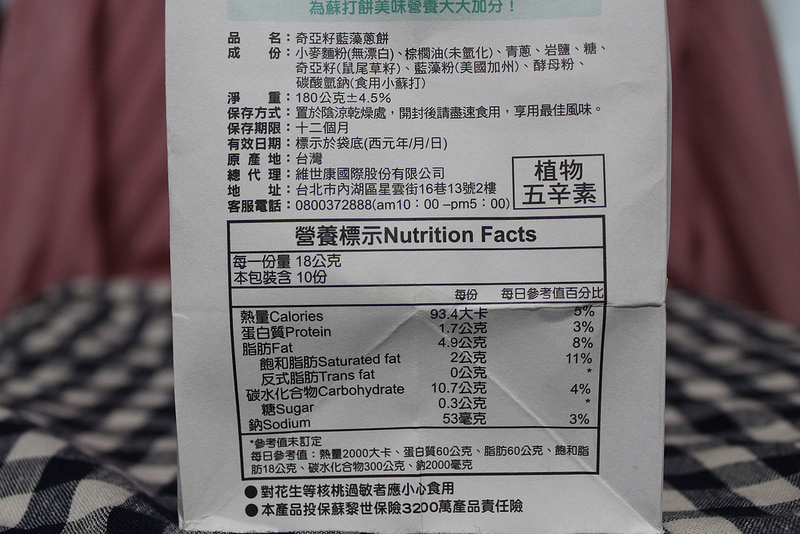 為蘇打餅美味營養大大加分！
品名：奇亞籽藍藻蔥餅
成份：小麥麵粉(無漂白)、棕櫚油(未氫化)、青蔥、岩鹽、糖、
奇亞籽(鼠尾草籽)、藍藻粉(美國加州)、酵母粉、
碳酸氫鈉(食用小蘇打)
淨重：180公克±4.5%
保存方式：置於陰涼乾燥處，開封後請盡速食用，享用最佳風味。
保存期限：十二個月
有效日期：標示於袋底(西元年/月/日)
原產地：台灣
總代理：維世康國際股份有限公司
地址：台北市內湖區星雲街16巷13號2樓
客服電話：0800372888(am10：00 –pm5：00)
植物
五辛素
營養標示Nutrition Facts
每一份量 18公克
本包裝含 10份
每份 每日參考值百分比
熱量Calories 93.4大卡 5%
蛋白質Protein 1.7公克 3%
脂肪Fat 4.9公克 8%
飽和脂肪Saturated fat 2公克 11%
反式脂肪Trans fat 0公克 *
碳水化合物Carbohydrate 10.7公克 4%
糖Sugar 0.3公克 *
鈉Sodium 53毫克 3%
*參考值未訂定
每日參考值：熱量2000大卡、蛋白質60公克、脂肪60公克、飽和脂
肪18公克、碳水化合物300公克、鈉2000毫克
●對花生等核桃過敏者應小心食用
●本產品投保蘇黎世保險3200萬產品責任險